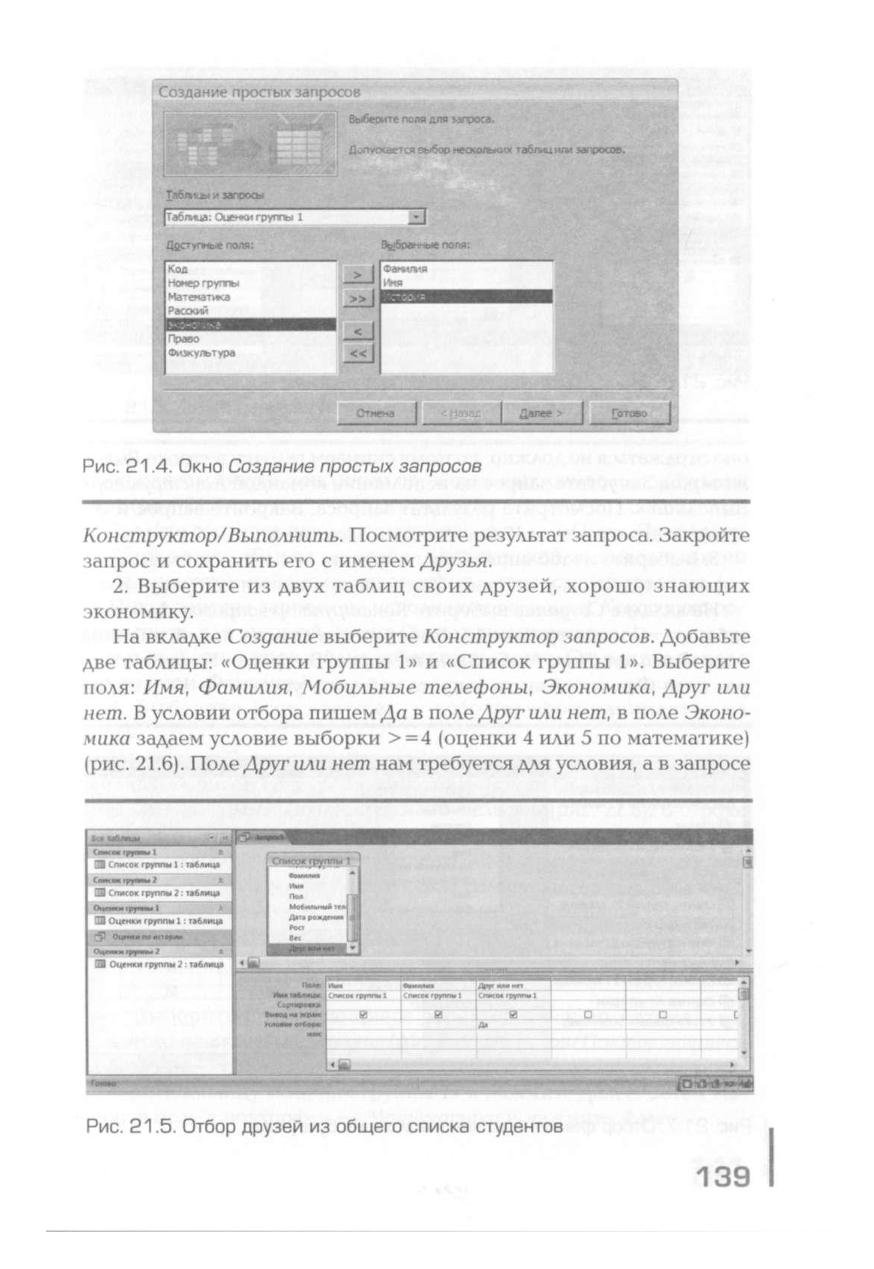 Создание простых запросов
Выберите поля для запроса.
Допускается выбор нескольких таблиц или запросов.
Таблицы и запросы
Таблица: Оценки группы 1
Доступные поля:
Выбранные поля:
Код
Номер группы
Математика
Расский
Экономика
Право
Физкультура
>
>>
<
<<
Фамилия
Имя
История
Отмена
< Назад
Далее >
Готово
Рис. 21.4. Окно Создание простых запросов
Конструктор/Выполнить. Посмотрите результат запроса. Закройте
запрос и сохранить его с именем Друзья.
2. Выберите из двух таблиц своих друзей, хорошо знающих
экономику.
На вкладке Создание выберите Конструктор запросов. Добавьте
две таблицы: «Оценки группы 1» и «Список группы 1». Выберите
поля: Имя, Фамилия, Мобильные телефоны, Экономика, Друг или
нет. В условии отбора пишем Да в поле Друг или нет, в поле Эконо-
мика задаем условие выборки >=4 (оценки 4 или 5 по математике)
(рис. 21.6). Поле Друг или нет нам требуется для условия, а в запросе
Все таблицы
Список группы 1
Список группы 1 : таблица
Список группы 2
Список группы 2 : таблица
Оценки группы 1
Оценки группы 1 : таблица
Оценки по истории
Оценки группы 2
Оценки группы 2 : таблица
Список группы 1
Фамилия
Имя
Пол
Мобильный тел
Дата рождения
Рост
Вес
Друг или нет
Поле: Имя Фамилия Друг или нет
Имя таблицы: Список группы 1 Список группы 1 Список группы 1
Сортировка:
Вывод на экран:
Условие отбора: Да
или:
Готово
Рис. 21.5. Отбор друзей из общего списка студентов
139